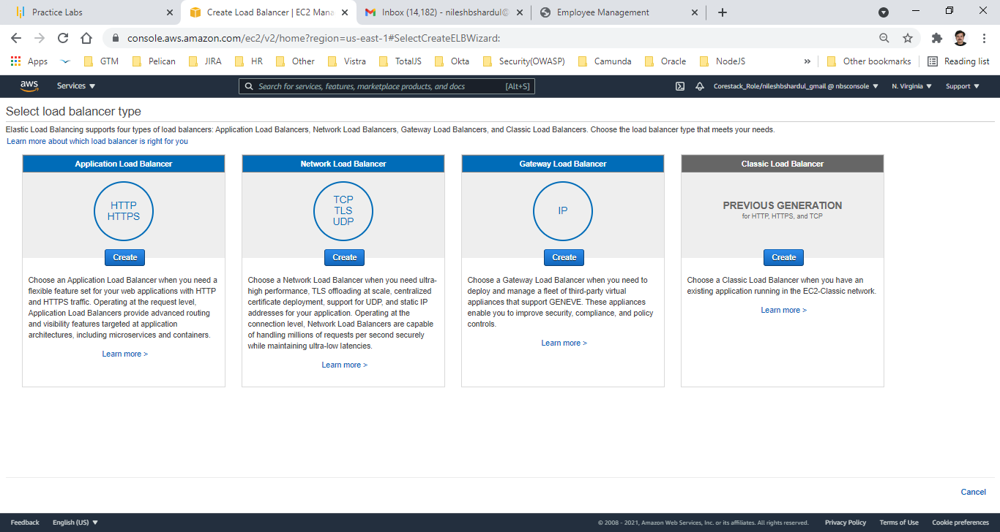 Practice Labs
Create Load Balancer | EC2 Mana
Inbox (14,182) - nileshbshardul@
Employee Management
console.aws.amazon.com/ec2/v2/home?region=us-east-1#SelectCreateELBWizard:
Apps
GTM
Pelican
JIRA
HR
Other
Vistra
TotalJS
Okta
Security(OWASP)
Camunda
Oracle
NodeJS
»
Other bookmarks
Reading list
aws
Services
Search for services, features, marketplace products, and docs
[Alt+S]
Corestack_Role/nileshbshardul_gmail @ nbsconsole
N. Virginia
Support
Select load balancer type
Elastic Load Balancing supports four types of load balancers: Application Load Balancers, Network Load Balancers, Gateway Load Balancers, and Classic Load Balancers. Choose the load balancer type that meets your needs.
Learn more about which load balancer is right for you
Application Load Balancer
HTTP
HTTPS
Create
Choose an Application Load Balancer when you need a
flexible feature set for your web applications with HTTP
and HTTPS traffic. Operating at the request level,
Application Load Balancers provide advanced routing
and visibility features targeted at application
architectures, including microservices and containers.
Learn more >
Network Load Balancer
TCP
TLS
UDP
Create
Choose a Network Load Balancer when you need ultra-
high performance, TLS offloading at scale, centralized
certificate deployment, support for UDP, and static IP
addresses for your application. Operating at the
connection level, Network Load Balancers are capable
of handling millions of requests per second securely
while maintaining ultra-low latencies.
Learn more >
Gateway Load Balancer
IP
Create
Choose a Gateway Load Balancer when you need to
deploy and manage a fleet of third-party virtual
appliances that support GENEVE. These appliances
enable you to improve security, compliance, and policy
controls.
Learn more >
Classic Load Balancer
PREVIOUS GENERATION
for HTTP, HTTPS, and TCP
Create
Choose a Classic Load Balancer when you have an
existing application running in the EC2-Classic network.
Learn more >
Cancel
Feedback
English (US)
© 2008 - 2021, Amazon Web Services, Inc. or its affiliates. All rights reserved.
Privacy Policy
Terms of Use
Cookie preferences